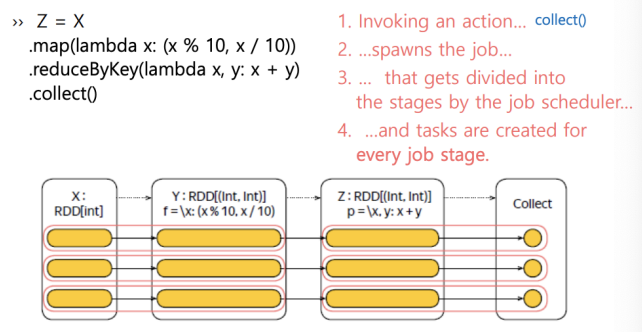 >> Z = X
.map(lambda x: (x % 10, x / 10))
.reduceByKey(lambda x, y: x + y)
.collect()
1. Invoking an action... collect()
2. ...spawns the job...
3. ... that gets divided into
the stages by the job scheduler...
4. ...and tasks are created for
every job stage.
X:
RDD[int]
Y: RDD[(Int, Int)]
f=\x: (x % 10, x / 10)
Z: RDD[(Int, Int)]
p=\x, y: x + y
Collect